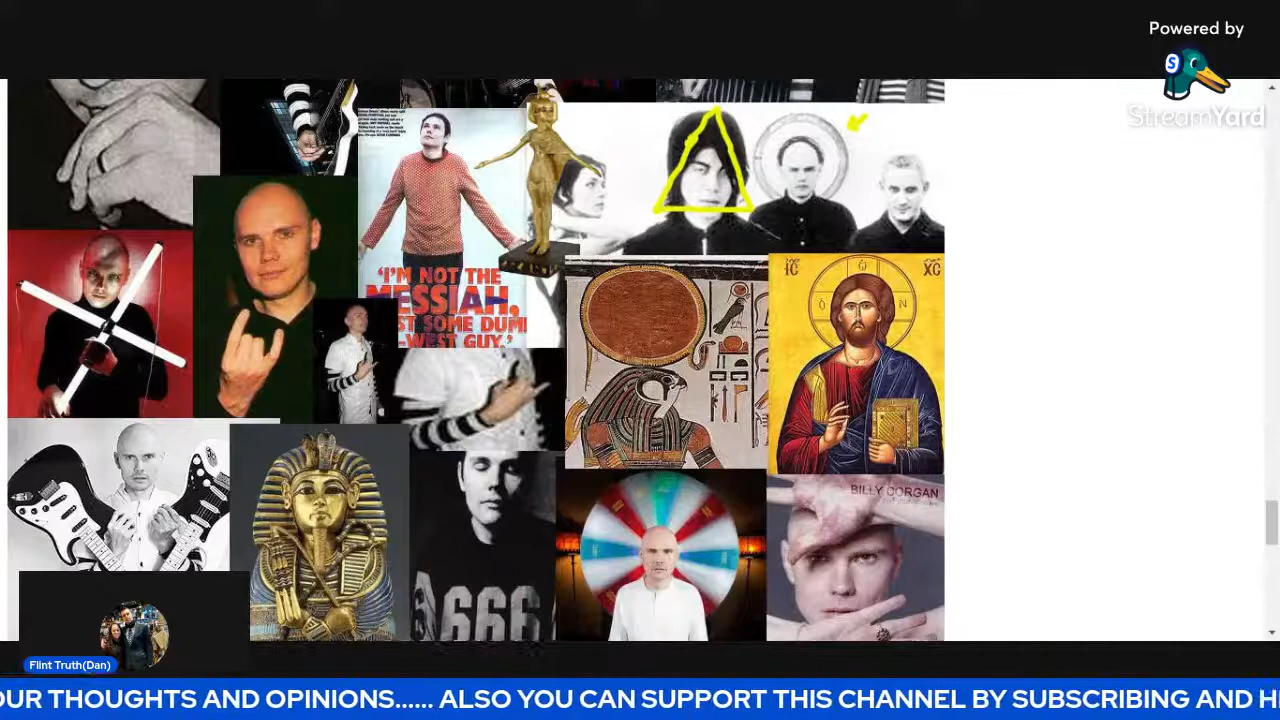 Powered by
StreamYard
'I'M NOT THE
MESSIAH,
ST SOME DUM
-WEST GUY.'
IC XC
Ó Ν
666
BILLY CORGAN
Flint Truth(Dan)
OUR THOUGHTS AND OPINIONS...... ALSO YOU CAN SUPPORT THIS CHANNEL BY SUBSCRIBING AND H